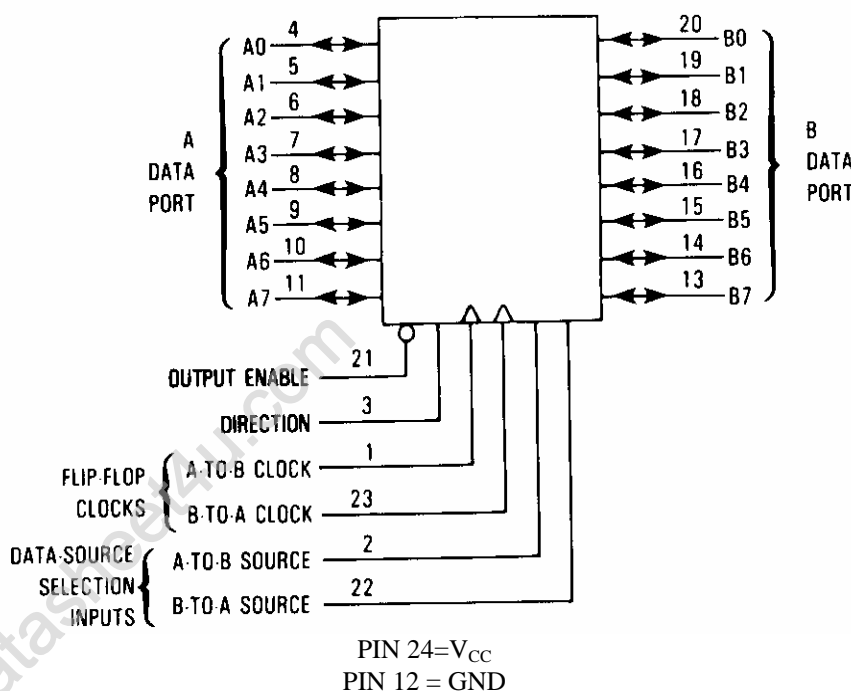 A0 4
A1 5
A2 6
A3 7
A4 8
A5 9
A6 10
A7 11
A
DATA
PORT
20 B0
19 B1
18 B2
17 B3
16 B4
15 B5
14 B6
13 B7
B
DATA
PORT
OUTPUT ENABLE 21
DIRECTION 3
FLIP-FLOP
CLOCKS
A-TO-B CLOCK 1
B-TO-A CLOCK 23
DATA-SOURCE
SELECTION
INPUTS
A-TO-B SOURCE 2
B-TO-A SOURCE 22
PIN 24=VCC
PIN 12 = GND
atasheet4u.com